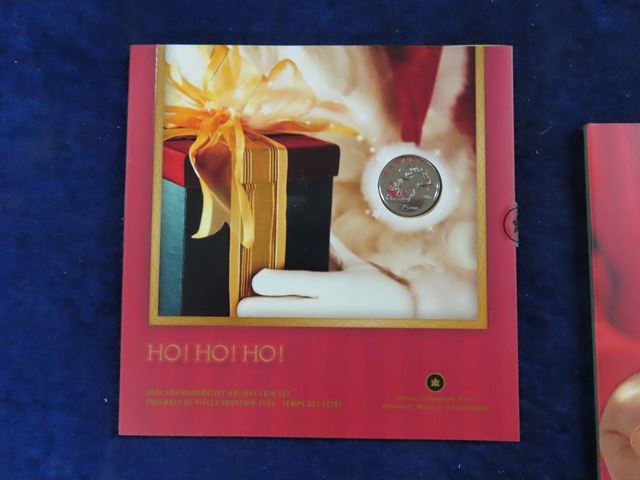 HO! HO! HO!
2006 COMMEMORATIVE HOLIDAY COIN SET
ENSEMBLE DE PIÈCES SOUVENIR 2006 - TEMPS DES FÊTES
ROYAL CANADIAN MINT
MONNAIE ROYALE CANADIENNE